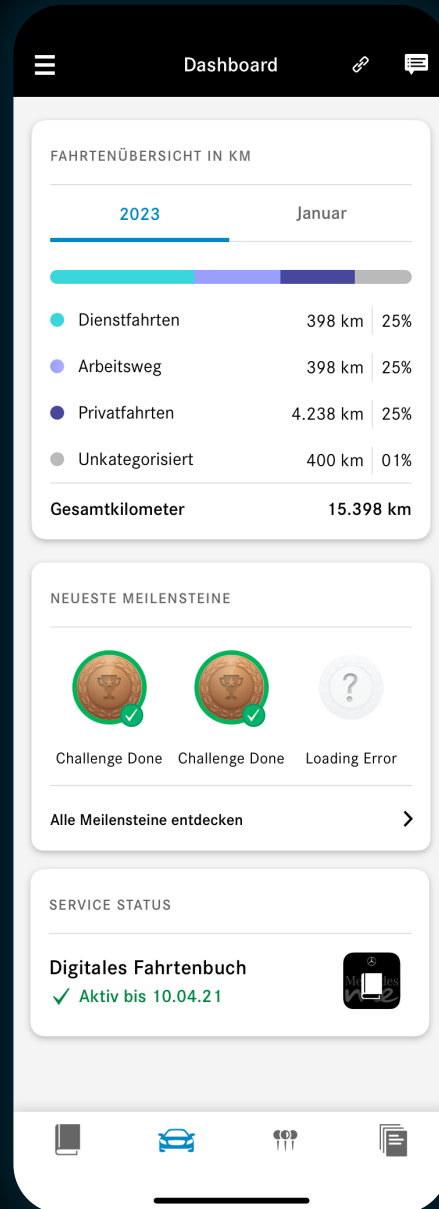 Dashboard
FAHRTENÜBERSICHT IN KM
2023 Januar
Dienstfahrten 398 km 25%
Arbeitsweg 398 km 25%
Privatfahrten 4.238 km 25%
Unkategorisiert 400 km 01%
Gesamtkilometer 15.398 km
NEUESTE MEILENSTEINE
?
Challenge Done Challenge Done Loading Error
Alle Meilensteine entdecken
SERVICE STATUS
Digitales Fahrtenbuch
Aktiv bis 10.04.21